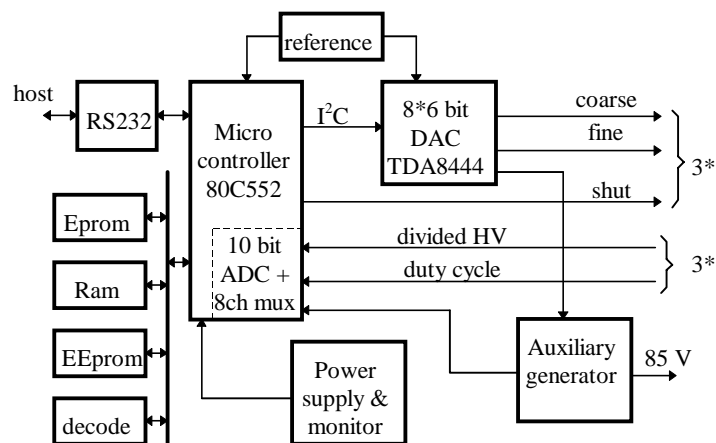 reference
host
RS232
Micro
controller
80C552
I²C
8*6 bit
DAC
TDA8444
coarse
fine
3*
shut
Eprom
Ram
EEprom
decode
10 bit
ADC +
8ch mux
divided HV
duty cycle
3*
Power
supply &
monitor
Auxiliary
generator
85 V